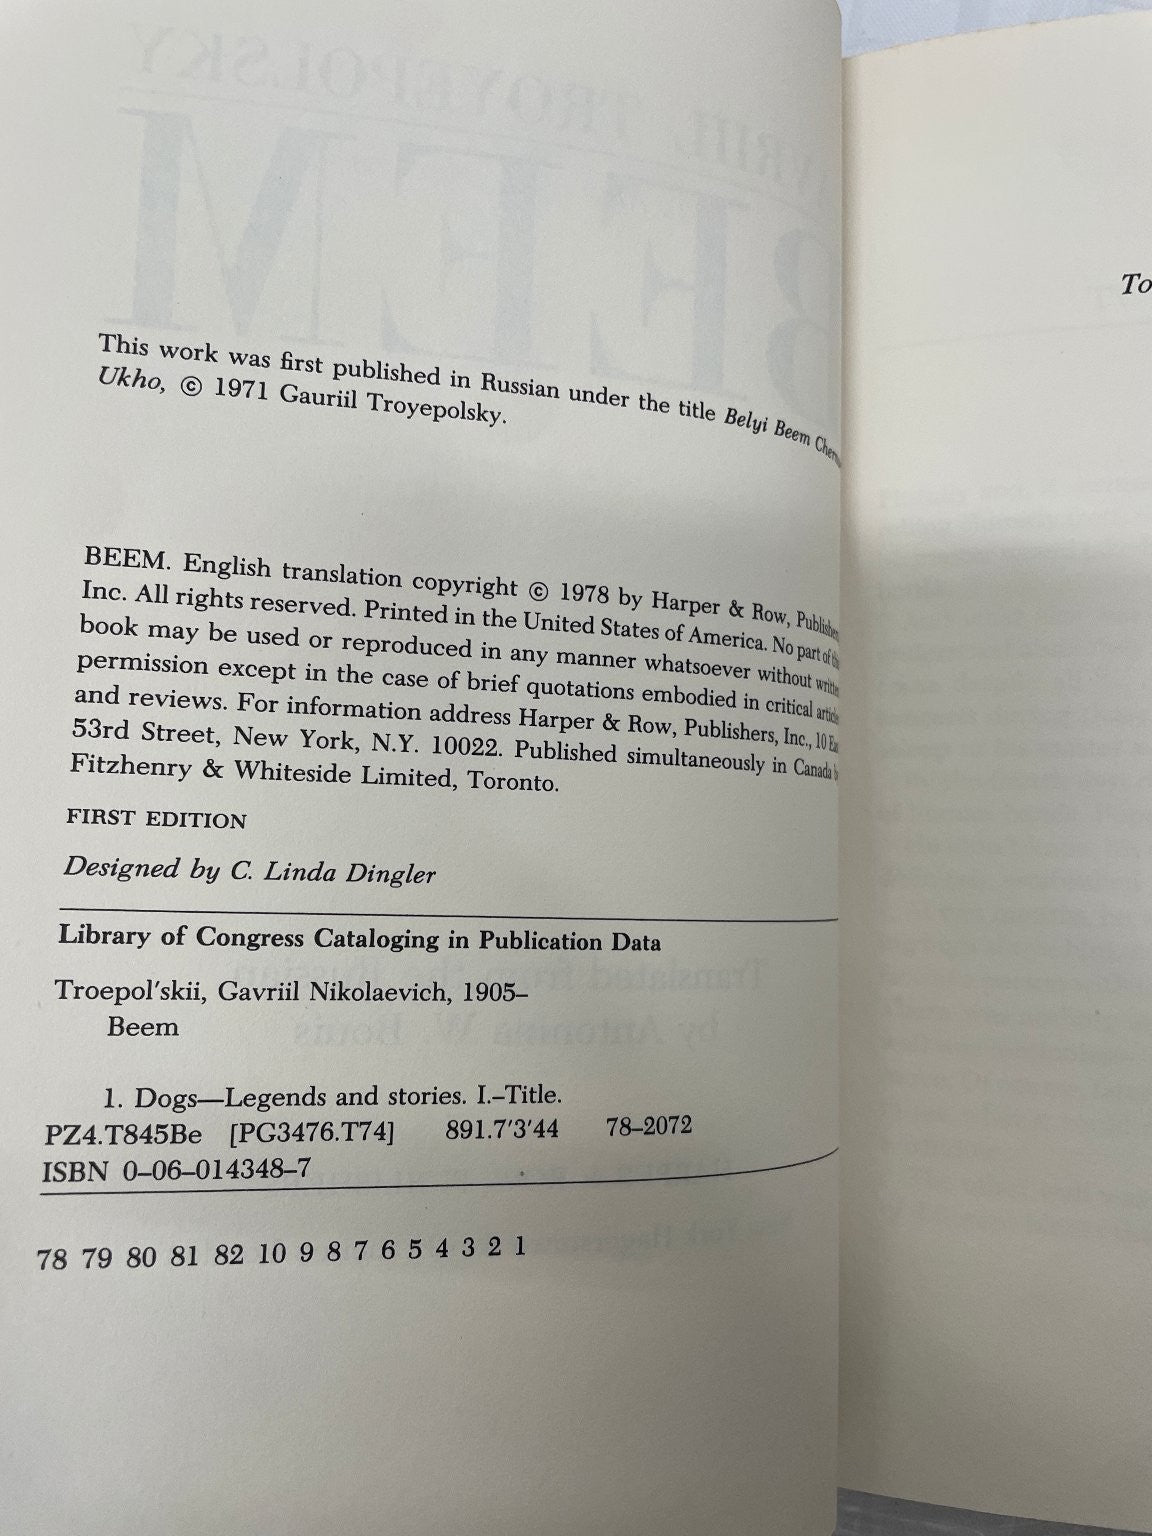 This work was first published in Russian under the title Belyi Beem
Ukho, © 1971 Gauriil Troyepolsky.
BEEM. English translation copyright © 1978 by Harper & Row,
Inc. All rights reserved. Printed in the United States of America. No part of
book may be used or reproduced in any manner whatsoever without
permission except in the case of brief quotations embodied in critical
and reviews. For information address Harper & Row, Publishers, Inc., 10
53rd Street, New York, N.Y. 10022. Published simultaneously in Canada
Fitzhenry & Whiteside Limited, Toronto.
FIRST EDITION
Designed by C. Linda Dingler
Library of Congress Cataloging in Publication Data
Troepol'skii, Gavriil Nikolaevich, 1905–
Beem
1. Dogs—Legends and stories. I.–Title.
PZ4.T845Be [PG3476.T74] 891.7'3'44 78–2072
ISBN 0–06–014348–7
78 79 80 81 82 10 9 8 7 6 5 4 3 2 1
To